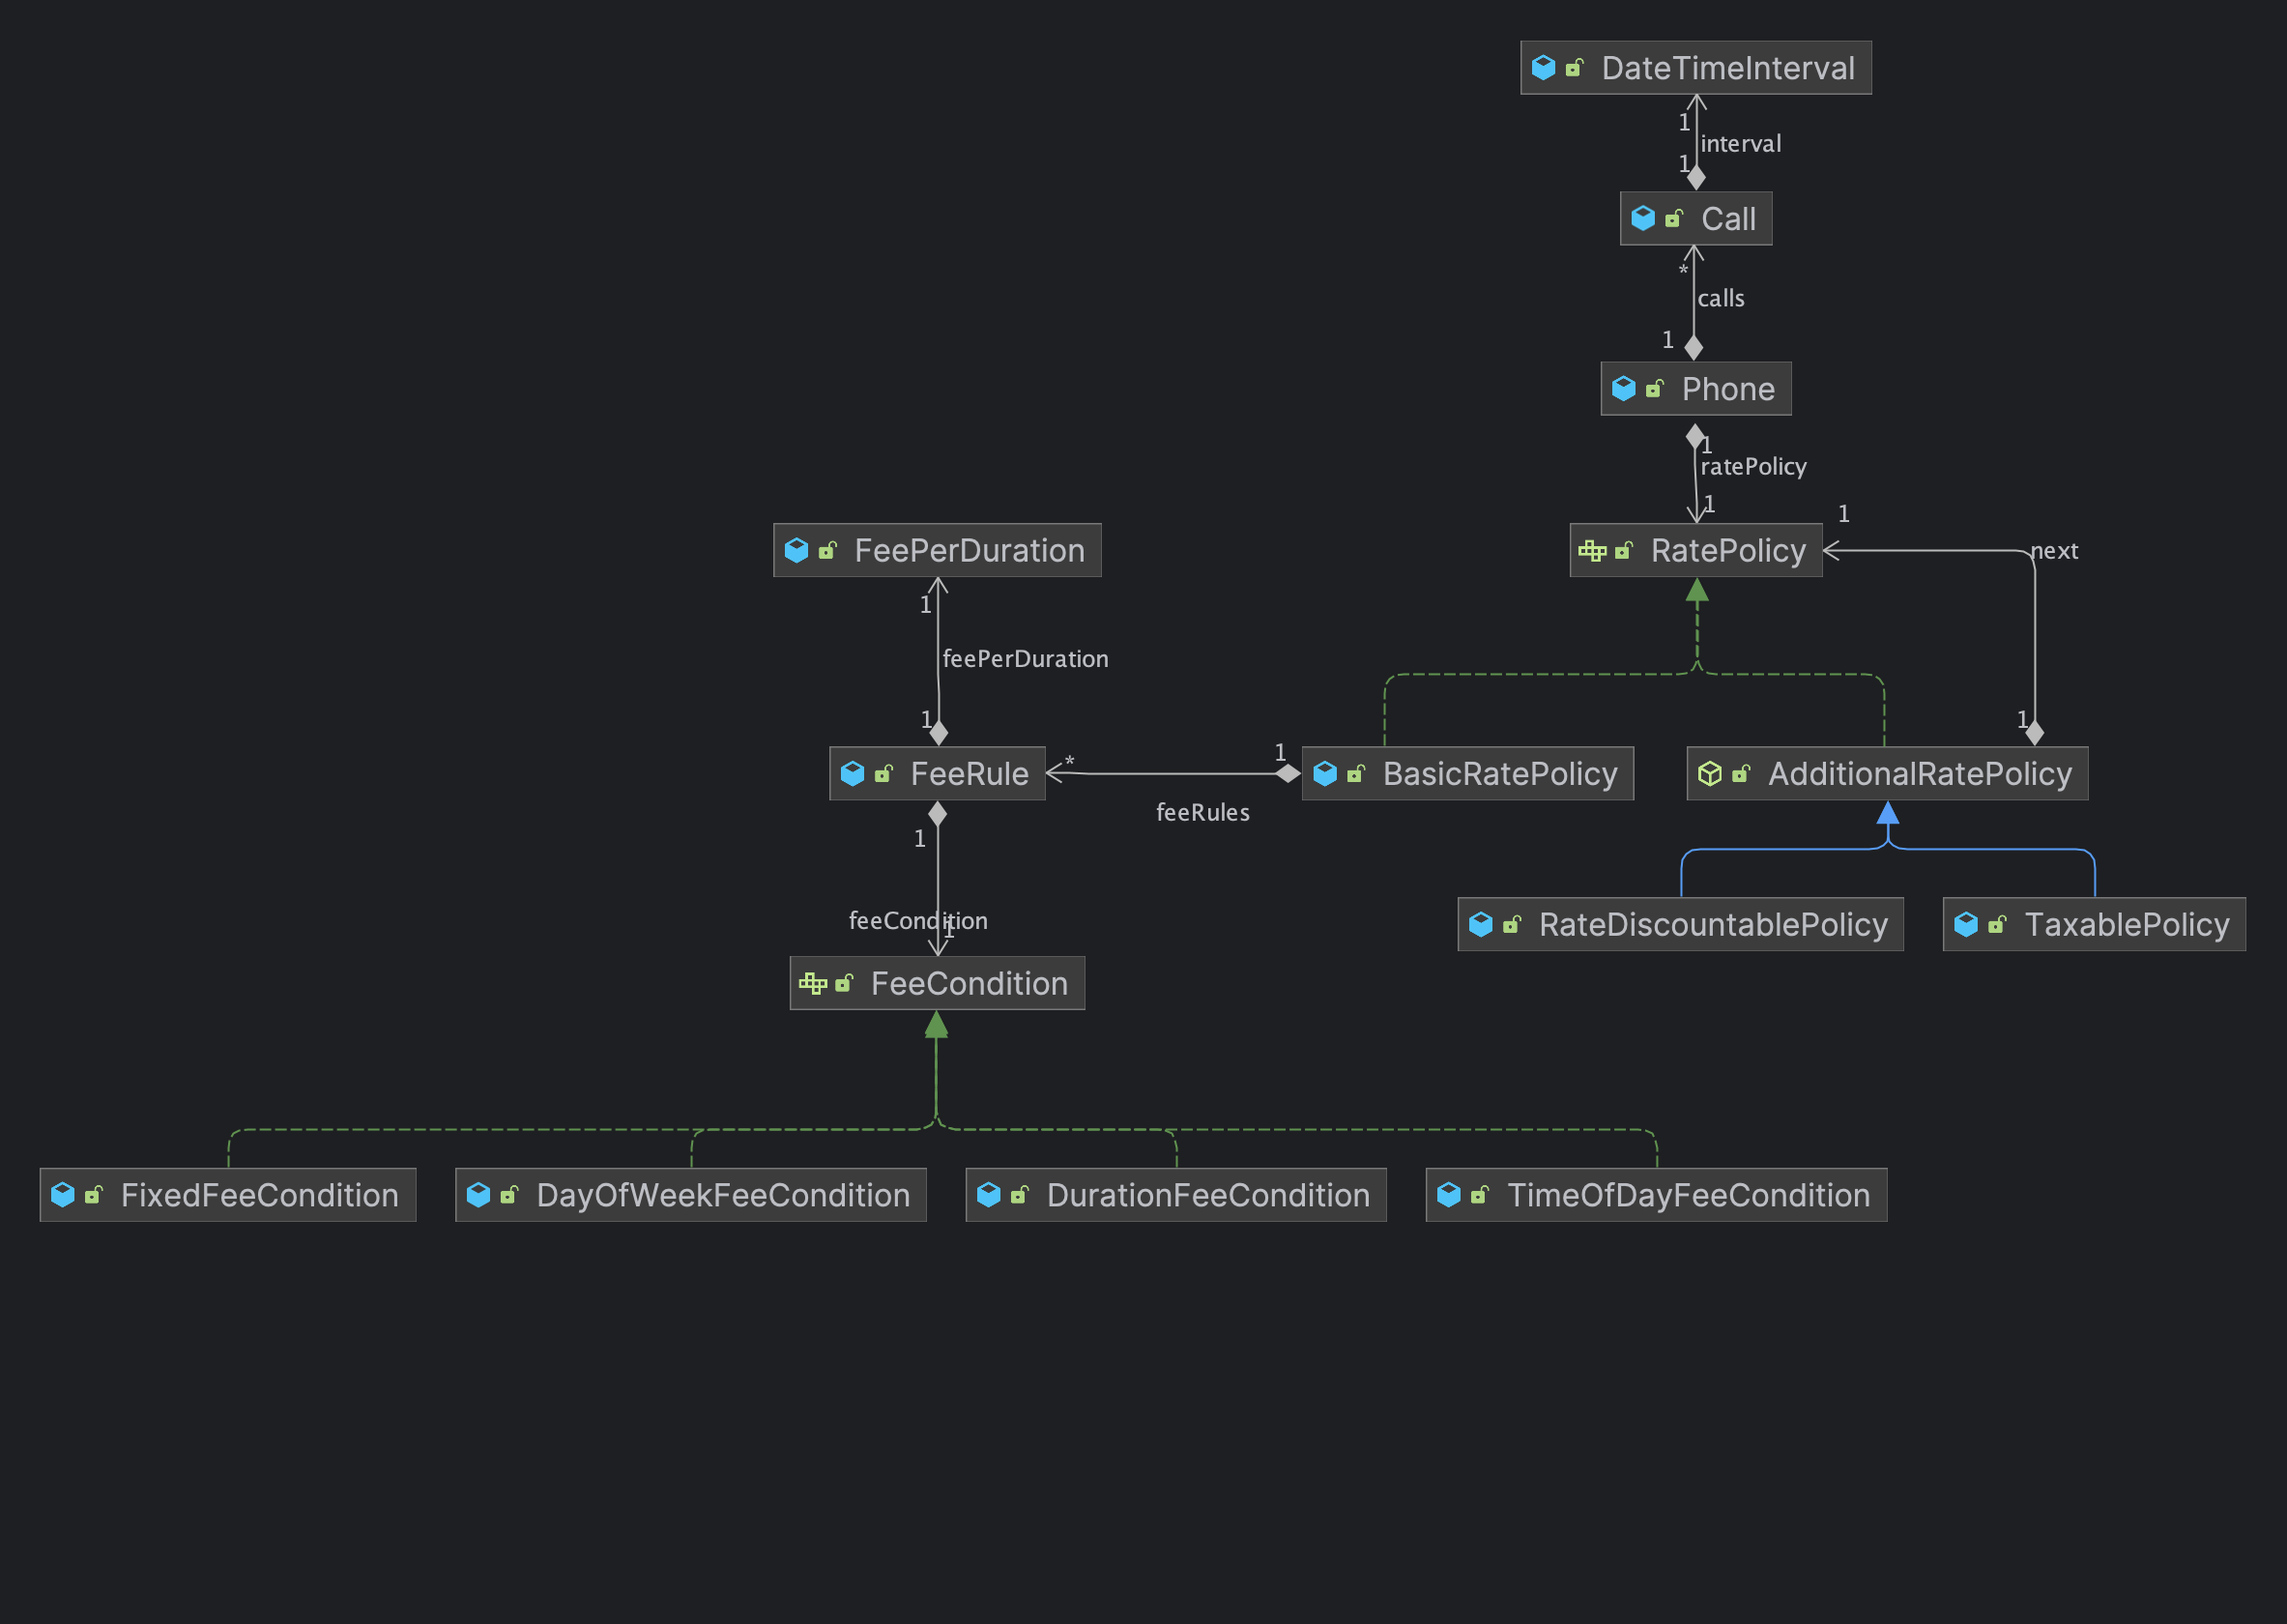 DateTimeInterval
1
interval
1
Call
*
calls
1
Phone
1
ratePolicy
1
1
FeePerDuration
RatePolicy
next
1
feePerDuration
1
1
*
1
FeeRule
BasicRatePolicy
AdditionalRatePolicy
feeRules
1
feeCondition
1
RateDiscountablePolicy
TaxablePolicy
FeeCondition
FixedFeeCondition
DayOfWeekFeeCondition
DurationFeeCondition
TimeOfDayFeeCondition